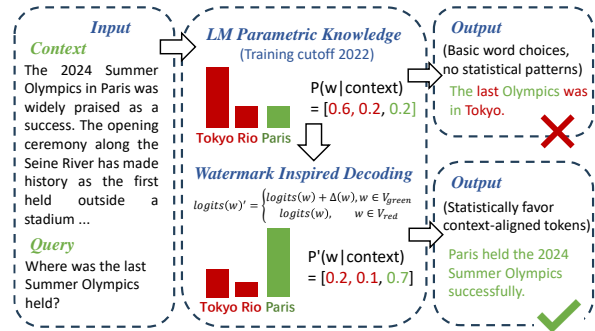 Input
Context
The 2024 Summer
Olympics in Paris was
widely praised as a
success. The opening
ceremony along the
Seine River has made
history as the first
held outside a
stadium ...
Query
Where was the last
Summer Olympics
held?
LM Parametric Knowledge
(Training cutoff 2022)
P(w|context)
= [0.6, 0.2, 0.2]
Tokyo Rio Paris
Watermark Inspired Decoding
logits(w)' = { logits(w) + Δ(w), w ∈ V_green
logits(w), w ∈ V_red
P'(w|context)
= [0.2, 0.1, 0.7]
Tokyo Rio Paris
Output
(Basic word choices,
no statistical patterns)
The last Olympics was
in Tokyo.
Output
(Statistically favor
context-aligned tokens)
Paris held the 2024
Summer Olympics
successfully.